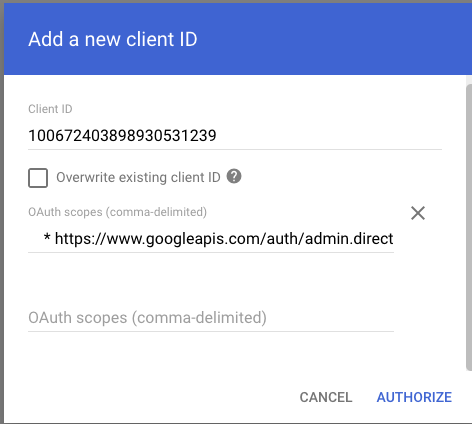 Add a new client ID
Client ID
100672403898930531239
Overwrite existing client ID ?
OAuth scopes (comma-delimited)
* https://www.googleapis.com/auth/admin.direct
OAuth scopes (comma-delimited)
CANCEL AUTHORIZE